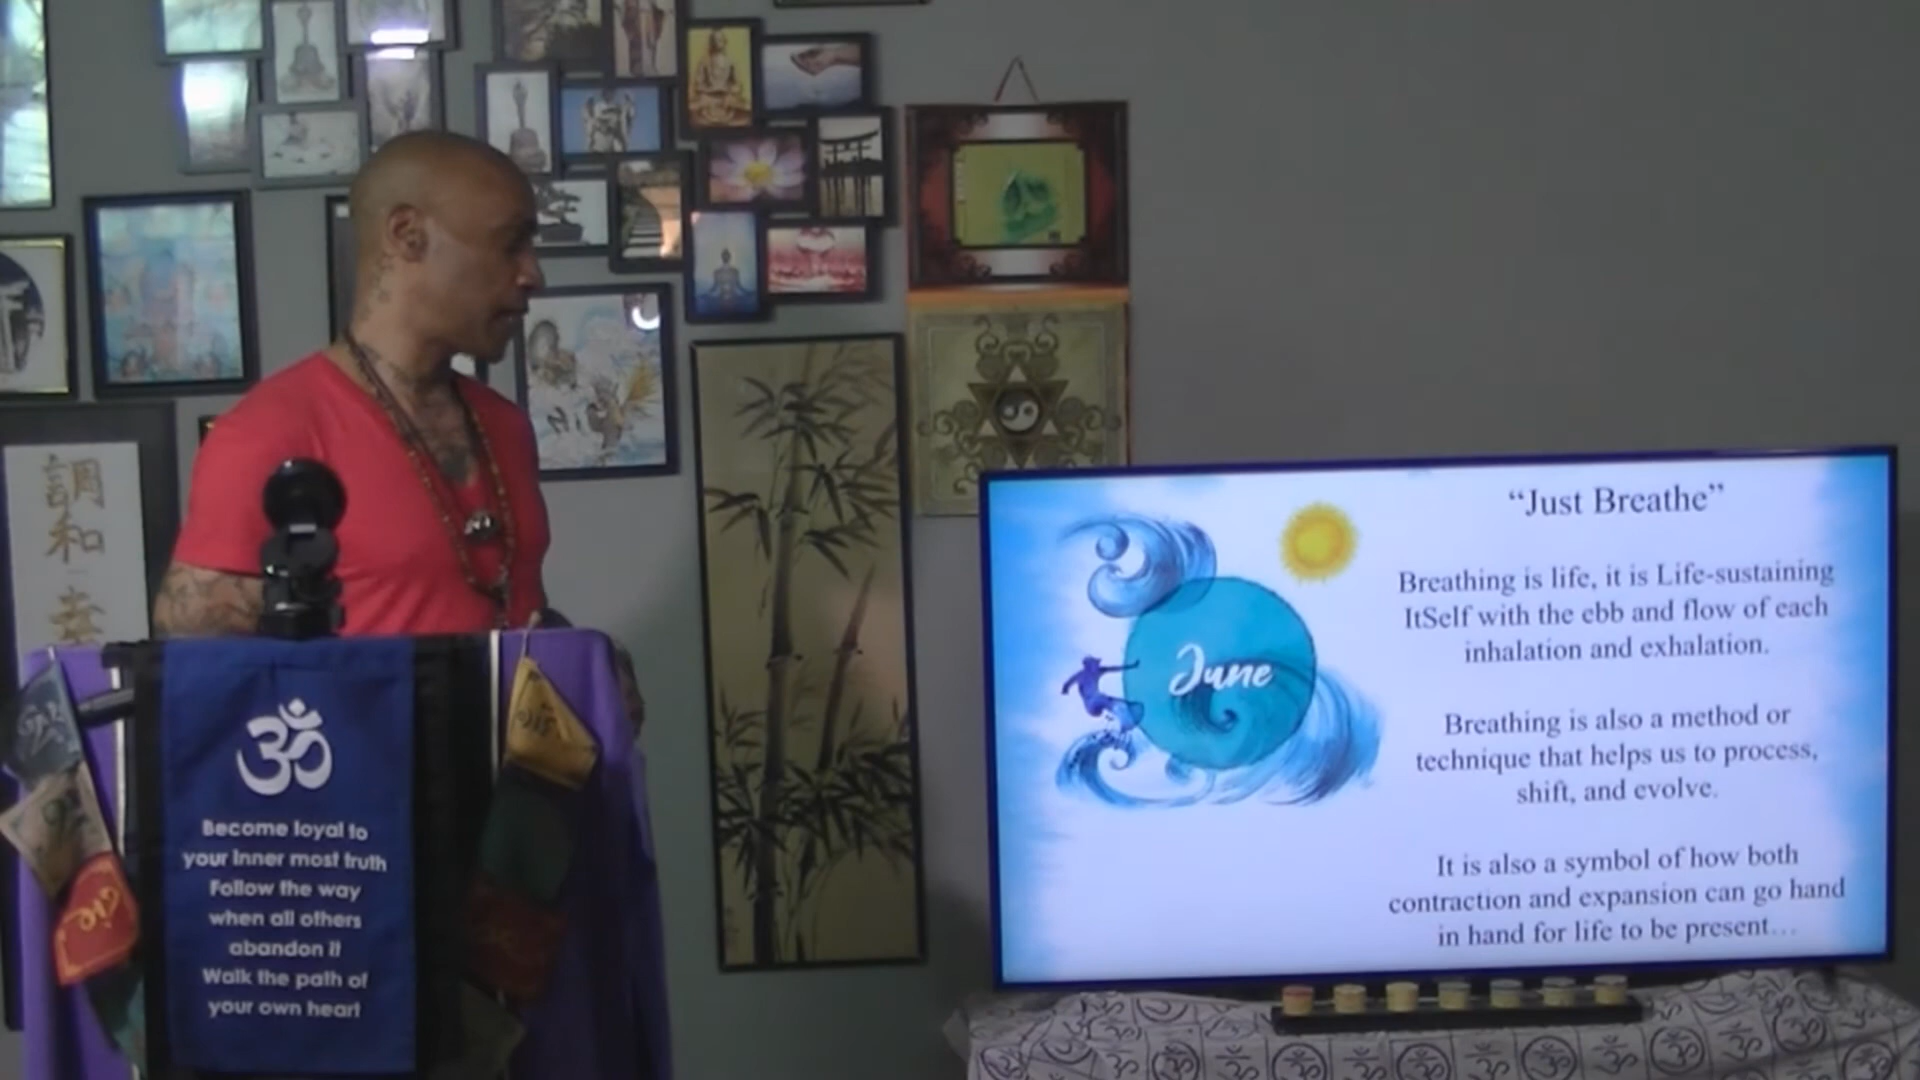 調
和
幸
ॐ
Become loyal to
your inner most truth
Follow the way
when all others
abandon it
Walk the path of
your own heart
June
“Just Breathe”
Breathing is life, it is Life-sustaining
ItSelf with the ebb and flow of each
inhalation and exhalation.
Breathing is also a method or
technique that helps us to process,
shift, and evolve.
It is also a symbol of how both
contraction and expansion can go hand
in hand for life to be present…